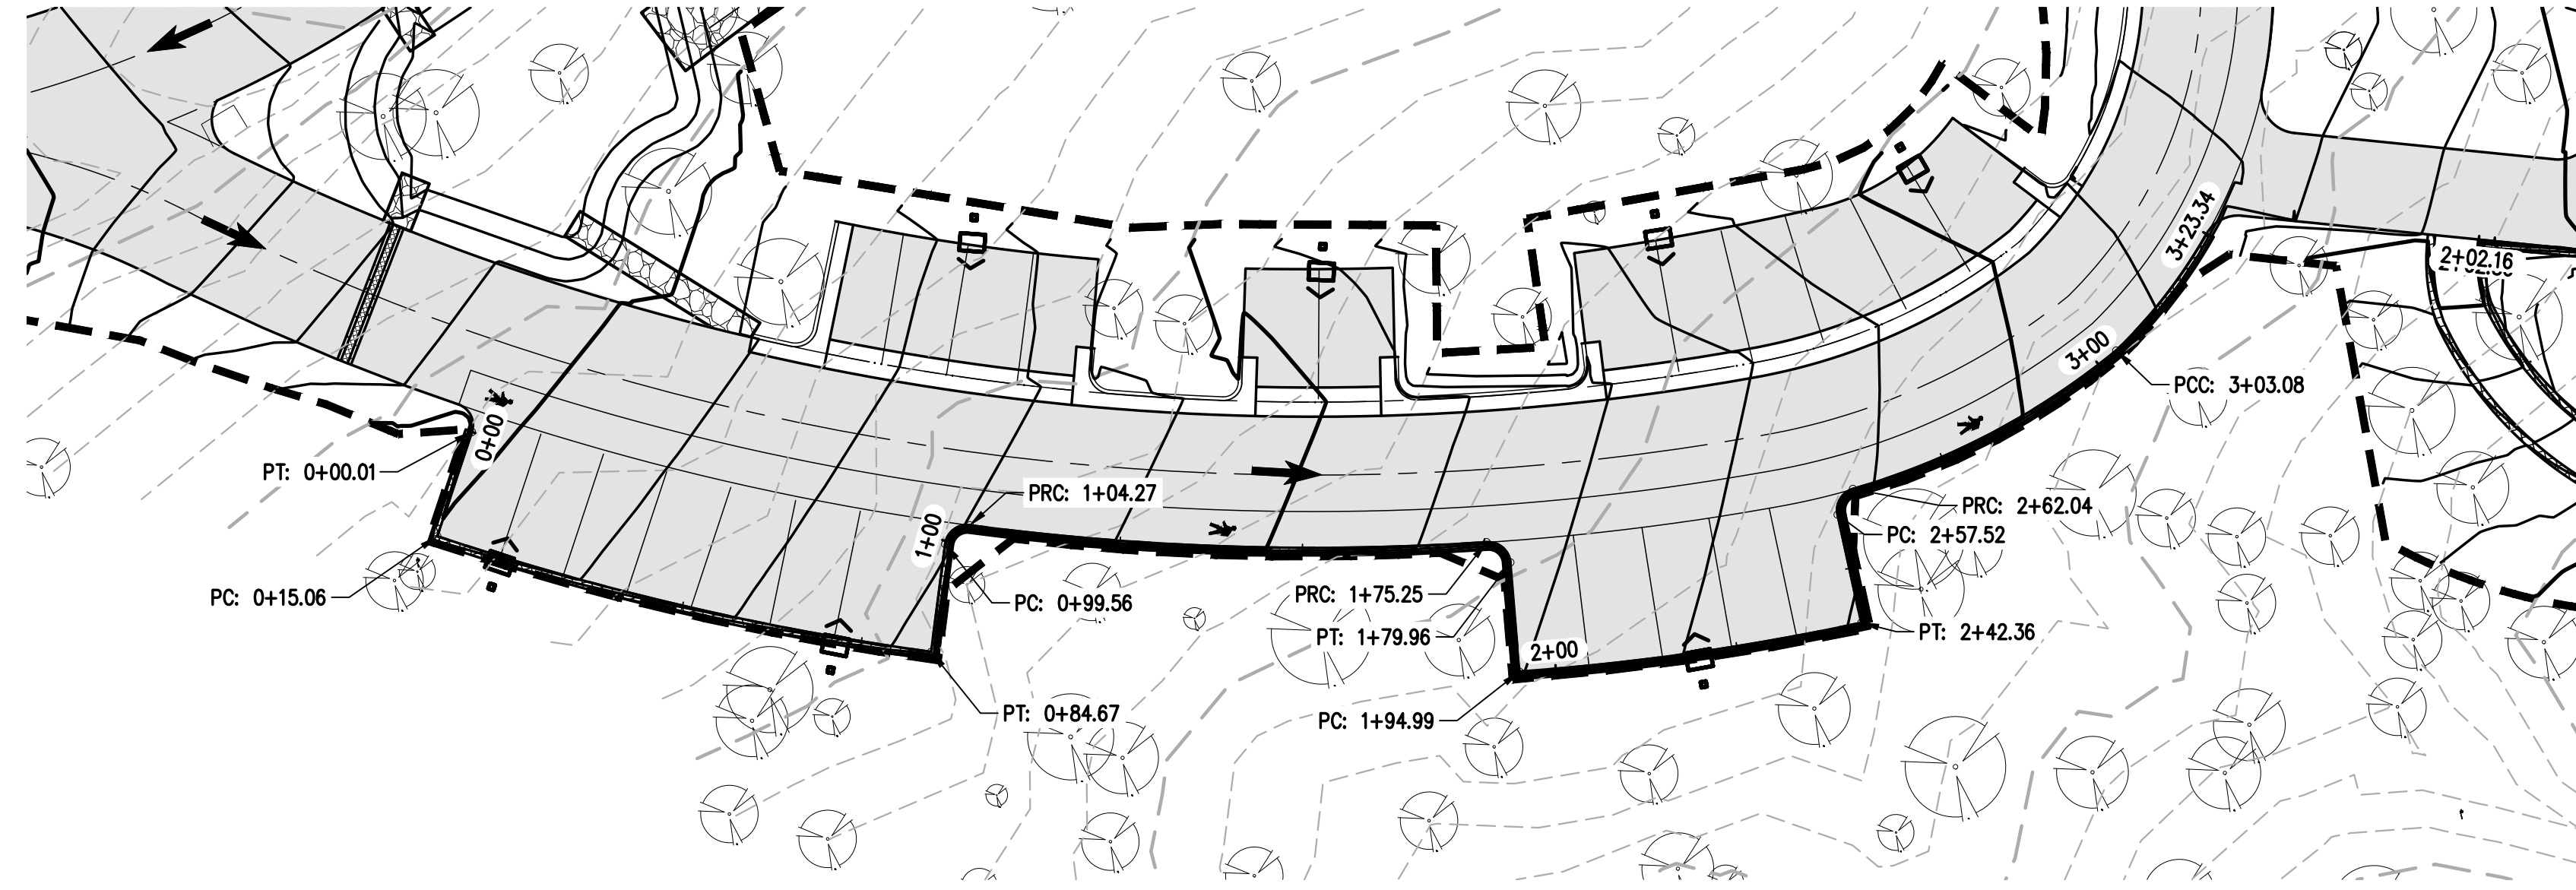 3+23.34
2+02.16
3+00
PCC: 3+03.08
0+00
PT: 0+00.01
PRC: 1+04.27
PRC: 2+62.04
1+00
PC: 2+57.52
PC: 0+15.06
PC: 0+99.56
PRC: 1+75.25
PT: 1+79.96
PT: 2+42.36
2+00
PT: 0+84.67
PC: 1+94.99